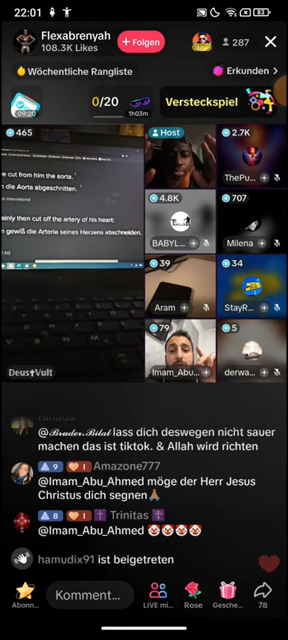 22:01
83
Flexabrenyah
108.3K Likes
+ Folgen
287
Wöchentliche Rangliste
Erkunden >
09:20
0/20
1h03m
Versteckspiel
465
Host
2.7K
ThePu...
e cut from him the aorta.
n die Aorta abgeschnitten.
4.8K
BABYL...
707
Milena
ainly then cut off the artery of his heart:
n gewiß die Arterie seines Herzens abschneiden.
39
Aram
34
StayR...
79
Imam_Abu...
5
derwa...
Deus✝Vult
@𝓑𝓻𝓾𝓭𝓮𝓻.𝓑𝓲𝓵𝓪𝓵 lass dich deswegen nicht sauer
machen das ist tiktok. & Allah wird richten
9 1 Amazone777
@Imam_Abu_Ahmed möge der Herr Jesus
Christus dich segnen🙏
8 1 ✝ Trinitas
@Imam_Abu_Ahmed 🤡🤡🤡🤡
hamudix91 ist beigetreten
Abonn...
Komment...
LIVE mi...
Rose
Gesche...
78